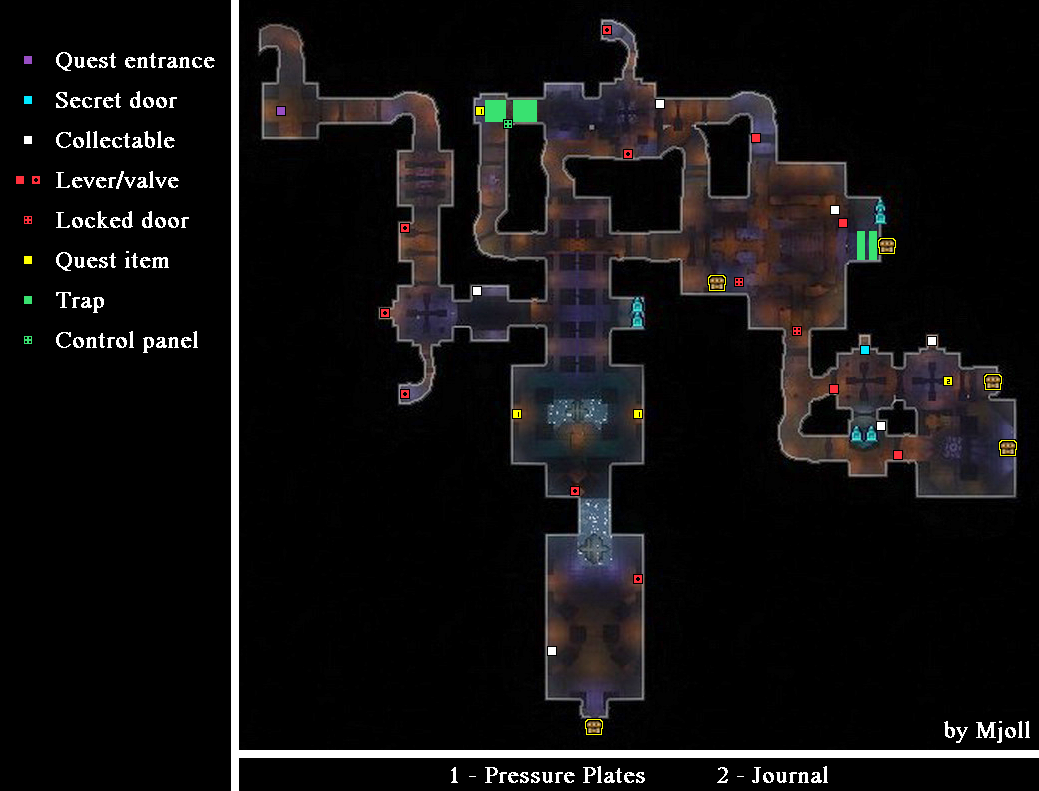 Quest entrance
Secret door
Collectable
Lever/valve
Locked door
Quest item
Trap
Control panel
1
1
1
2
by Mjoll
1 - Pressure Plates
2 - Journal